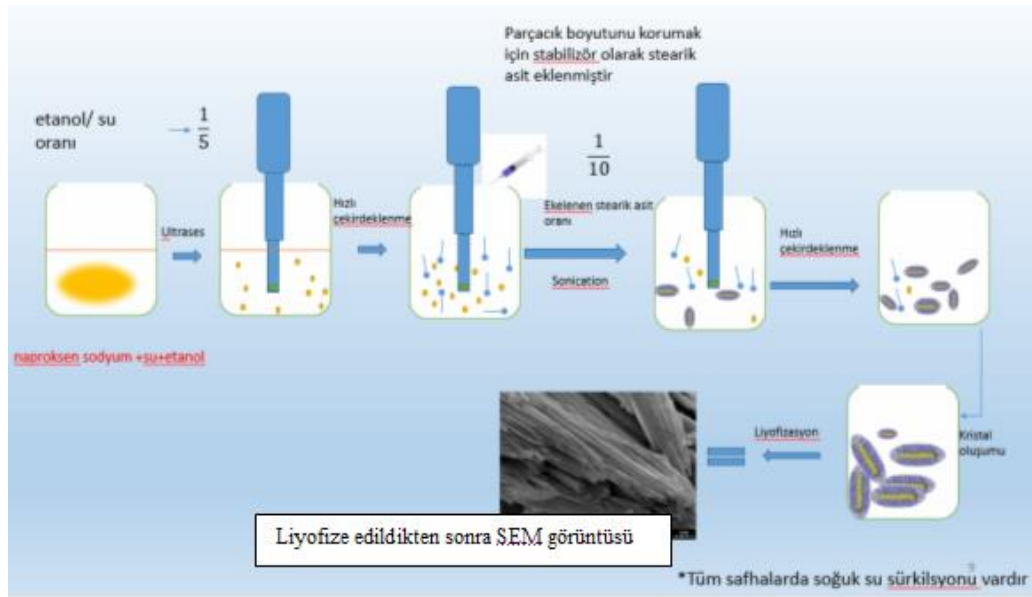 Parçacık boyutunu korumak
için stabilizör olarak stearik
asit eklenmiştir
etanol/ su
oranı
1
5
1
10
Ultrases
Hızlı
çekirdeklenme
Ekelenen stearik asit
oranı
Sonication
Hızlı
çekirdeklenme
naproksen sodyum +su+etanol
Liyofizasyon
Kristal
oluşumu
Liyofize edildikten sonra SEM görüntüsü
9
*Tüm safhalarda soğuk su sürkilsyonu vardır